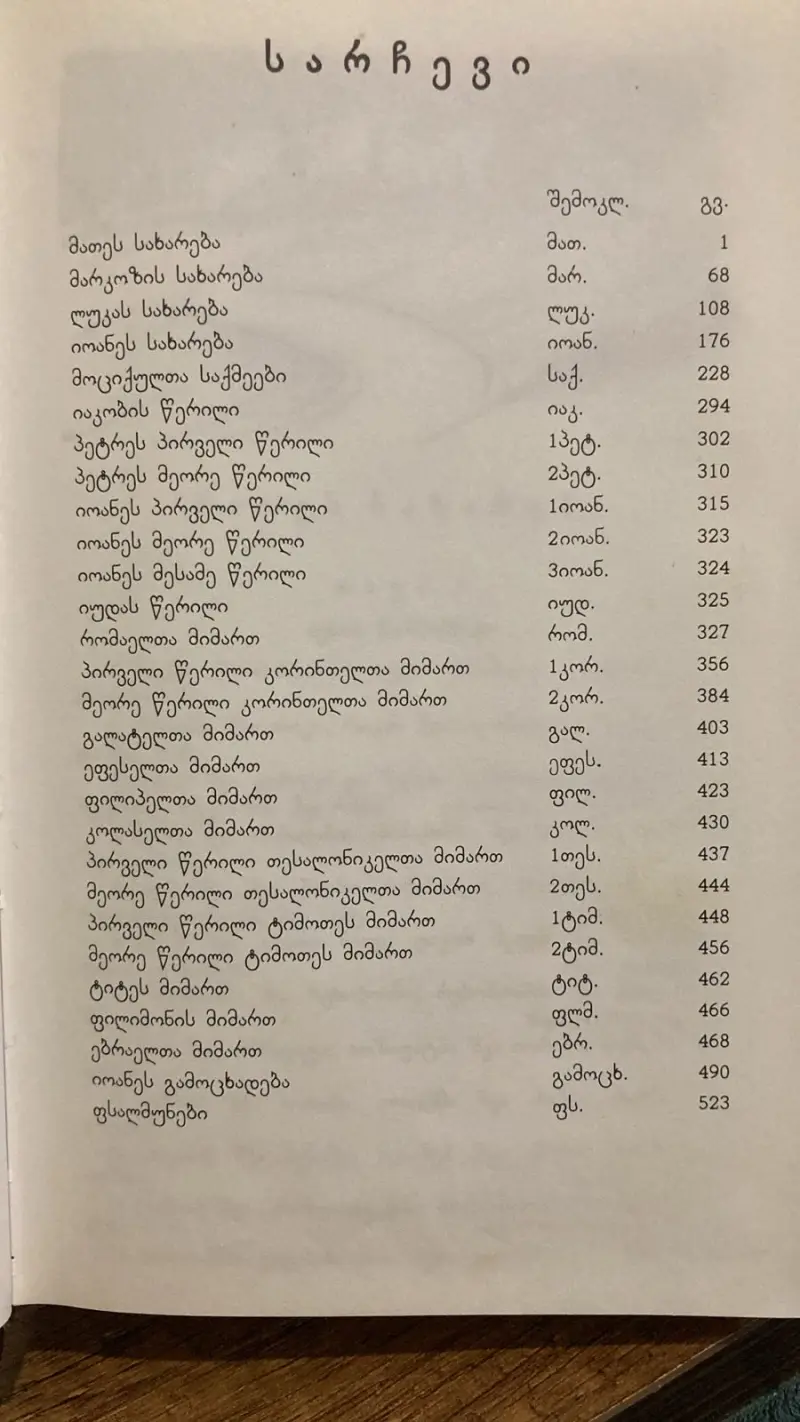 სარჩევი
შემოკლ. გვ.
მათეს სახარება მათ. 1
მარკოზის სახარება მარ. 68
ლუკას სახარება ლუკ. 108
იოანეს სახარება იოან. 176
მოციქულთა საქმეები საქ. 228
იაკობის წერილი იაკ. 294
პეტრეს პირველი წერილი 1პეტ. 302
პეტრეს მეორე წერილი 2პეტ. 310
იოანეს პირველი წერილი 1იოან. 315
იოანეს მეორე წერილი 2იოან. 323
იოანეს მესამე წერილი 3იოან. 324
იუდას წერილი იუდ. 325
რომაელთა მიმართ რომ. 327
პირველი წერილი კორინთელთა მიმართ 1კორ. 356
მეორე წერილი კორინთელთა მიმართ 2კორ. 384
გალატელთა მიმართ გალ. 403
ეფესელთა მიმართ ეფეს. 413
ფილიპელთა მიმართ ფილ. 423
კოლასელთა მიმართ კოლ. 430
პირველი წერილი თესალონიკელთა მიმართ 1თეს. 437
მეორე წერილი თესალონიკელთა მიმართ 2თეს. 444
პირველი წერილი ტიმოთეს მიმართ 1ტიმ. 448
მეორე წერილი ტიმოთეს მიმართ 2ტიმ. 456
ტიტეს მიმართ ტიტ. 462
ფილიმონის მიმართ ფლმ. 466
ებრაელთა მიმართ ებრ. 468
იოანეს გამოცხადება გამოცხ. 490
ფსალმუნები ფს. 523